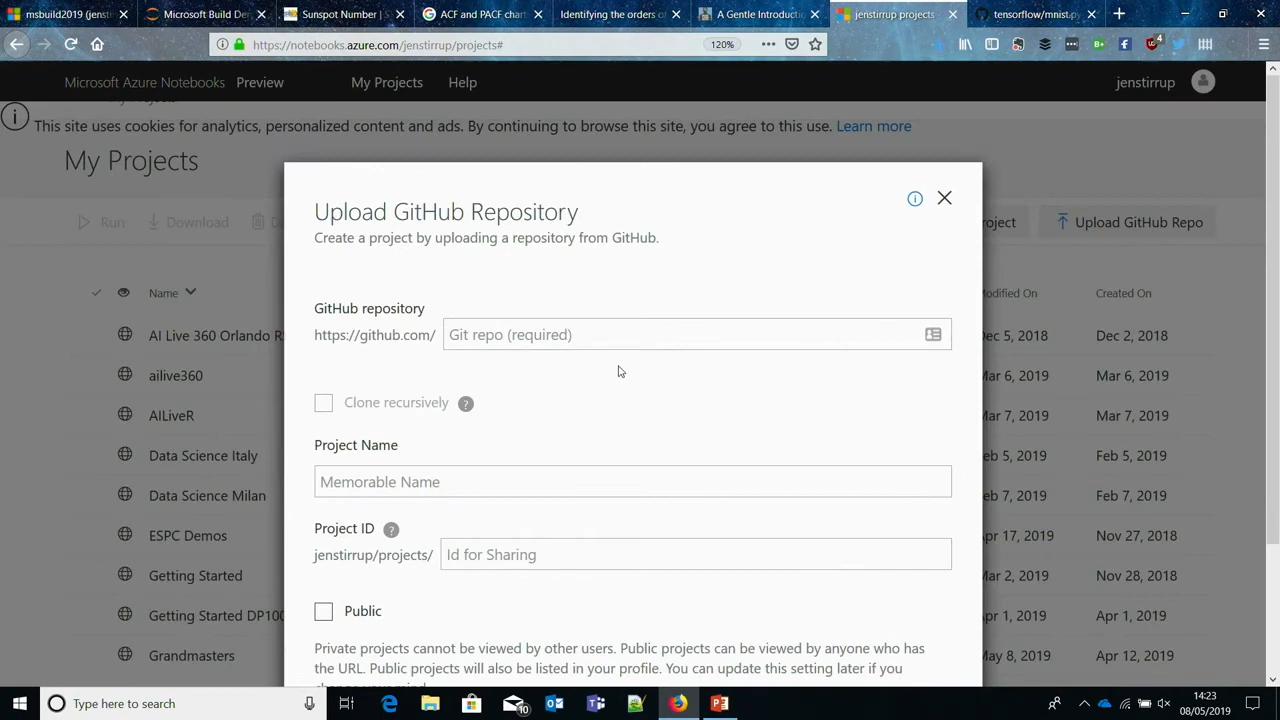 msbuild2019 (jenstir
Microsoft Build Der
Sunspot Number | S
ACF and PACF char
Identifying the orders o
A Gentle Introductio
jenstirrup projects
tensorflow/mnist.py
https://notebooks.azure.com/jenstirrup/projects#
120%
4
Microsoft Azure Notebooks Preview My Projects Help jenstirrup
This site uses cookies for analytics, personalized content and ads. By continuing to browse this site, you agree to this use. Learn more
My Projects
Run Download
oject Upload GitHub Repo
Upload GitHub Repository
Create a project by uploading a repository from GitHub.
GitHub repository
https://github.com/ Git repo (required)
Clone recursively ?
Project Name
Memorable Name
Project ID ?
jenstirrup/projects/ Id for Sharing
Public
Private projects cannot be viewed by other users. Public projects can be viewed by anyone who has
the URL. Public projects will also be listed in your profile. You can update this setting later if you
Name Modified On Created On
AI Live 360 Orlando R Dec 5, 2018 Dec 2, 2018
ailive360 Mar 6, 2019 Mar 6, 2019
AILiveR Mar 7, 2019 Mar 7, 2019
Data Science Italy Feb 5, 2019 Feb 5, 2019
Data Science Milan Feb 7, 2019 Feb 7, 2019
ESPC Demos Apr 17, 2019 Nov 27, 2018
Getting Started Mar 2, 2019 Nov 28, 2018
Getting Started DP100 Apr 1, 2019 Apr 1, 2019
Grandmasters May 8, 2019 Apr 12, 2019
Type here to search
10
14:23
08/05/2019